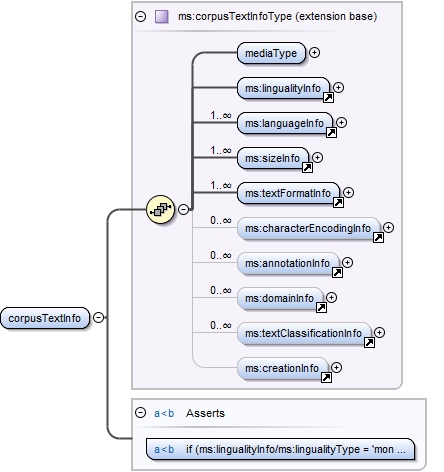 ms:corpusTextInfoType (extension base)
mediaType
ms:lingualityInfo
1..∞
ms:languageInfo
1..∞
ms:sizeInfo
1..∞
ms:textFormatInfo
0..∞
ms:characterEncodingInfo
0..∞
ms:annotationInfo
0..∞
ms:domainInfo
0..∞
ms:textClassificationInfo
ms:creationInfo
corpusTextInfo
a<b Asserts
a<b if (ms:lingualityInfo/ms:lingualityType = 'mon ...